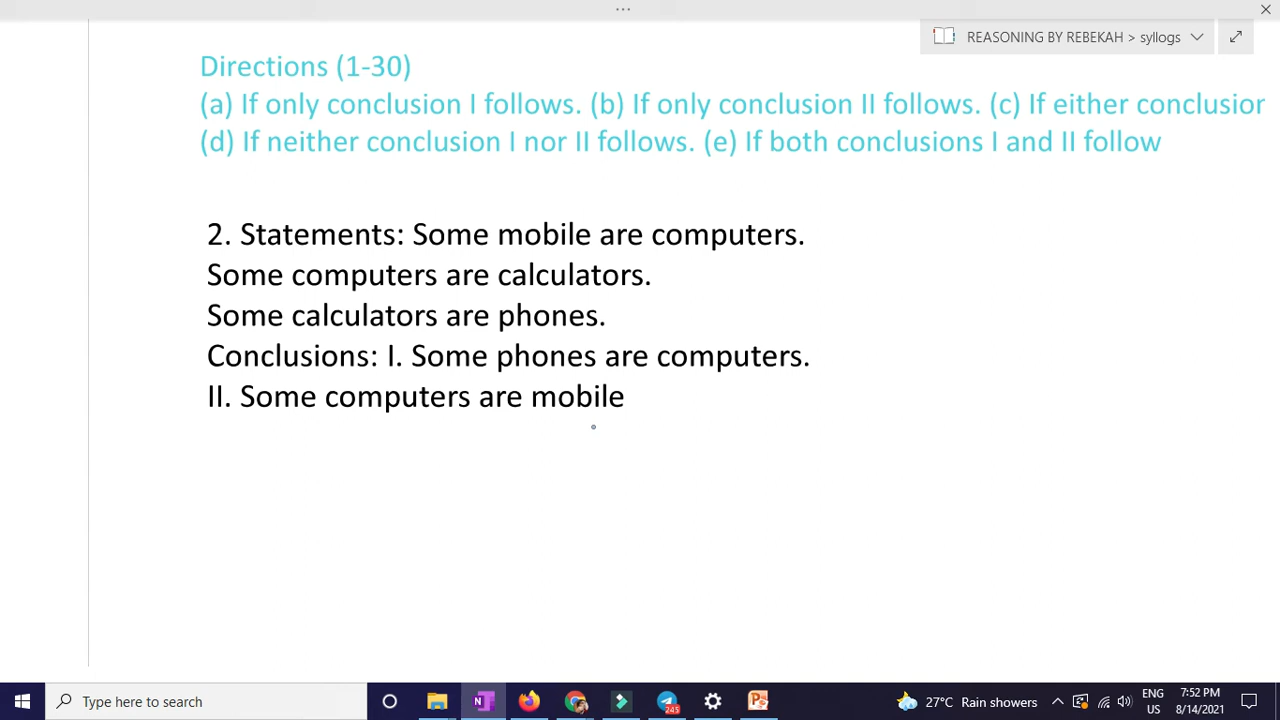 REASONING BY REBEKAH > syllogs
Directions (1-30)
(a) If only conclusion I follows. (b) If only conclusion II follows. (c) If either conclusion
(d) If neither conclusion I nor II follows. (e) If both conclusions I and II follow
2. Statements: Some mobile are computers.
Some computers are calculators.
Some calculators are phones.
Conclusions: I. Some phones are computers.
II. Some computers are mobile
Type here to search
245
27°C Rain showers
ENG
US
7:52 PM
8/14/2021